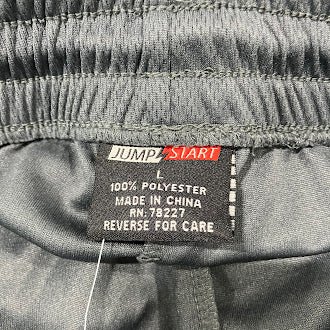 JUMP START
L
100% POLYESTER
MADE IN CHINA
RN: 78227
REVERSE FOR CARE